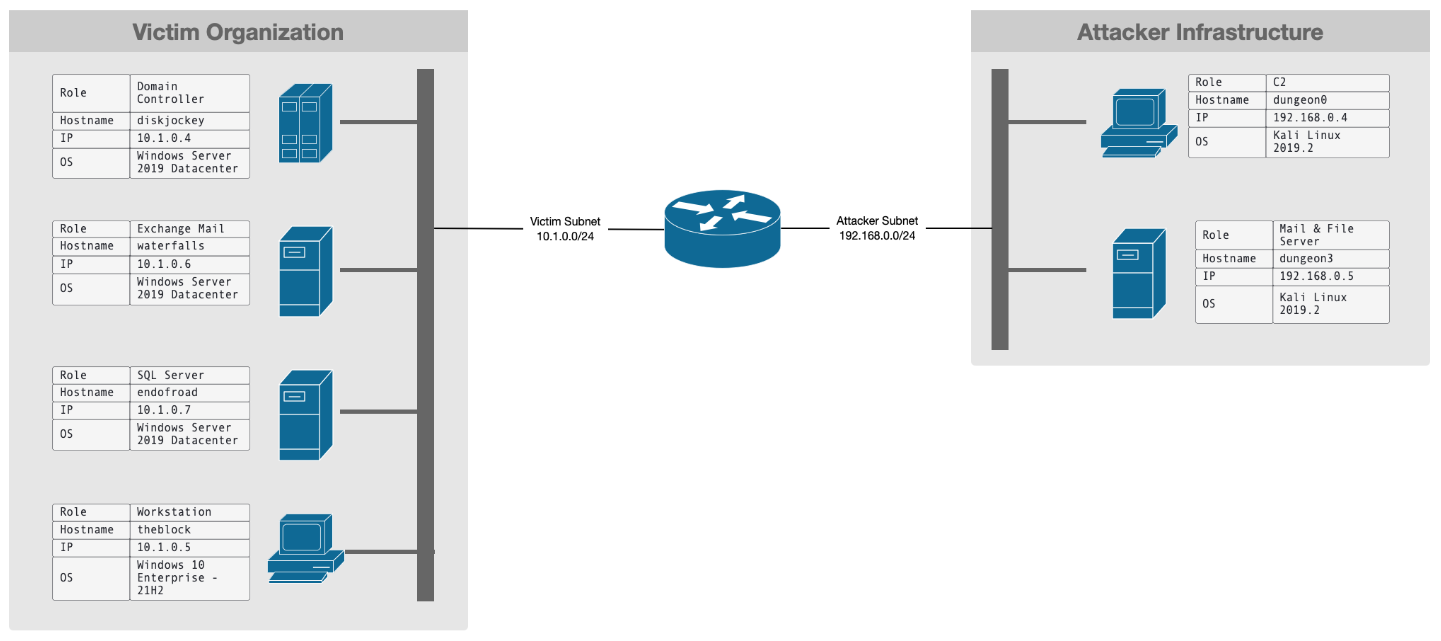 Victim Organization
Role Domain
Controller
Hostname diskjockey
IP 10.1.0.4
OS Windows Server
2019 Datacenter
Role Exchange Mail
Hostname waterfalls
IP 10.1.0.6
OS Windows Server
2019 Datacenter
Role SQL Server
Hostname endofroad
IP 10.1.0.7
OS Windows Server
2019 Datacenter
Role Workstation
Hostname theblock
IP 10.1.0.5
OS Windows 10
Enterprise -
21H2
Victim Subnet
10.1.0.0/24
Attacker Subnet
192.168.0.0/24
Attacker Infrastructure
Role C2
Hostname dungeon0
IP 192.168.0.4
OS Kali Linux
2019.2
Role Mail & File
Server
Hostname dungeon3
IP 192.168.0.5
OS Kali Linux
2019.2